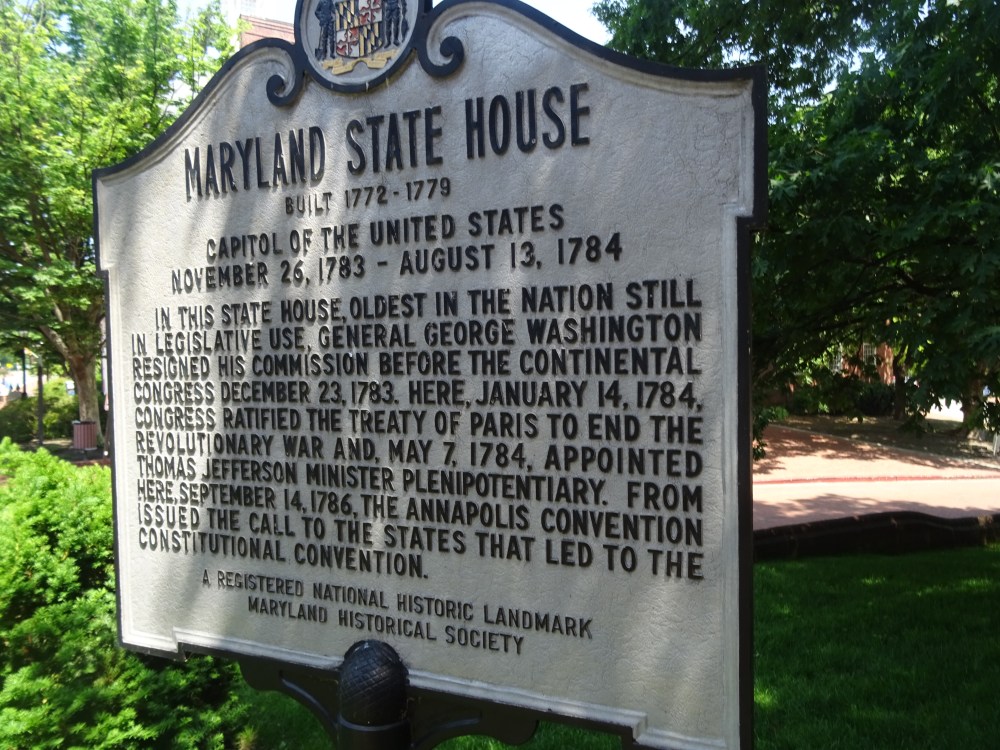 MARYLAND STATE HOUSE
BUILT 1772-1779
CAPITOL OF THE UNITED STATES
NOVEMBER 26, 1783 - AUGUST 13, 1784
IN THIS STATE HOUSE, OLDEST IN THE NATION STILL
IN LEGISLATIVE USE, GENERAL GEORGE WASHINGTON
RESIGNED HIS COMMISSION BEFORE THE CONTINENTAL
CONGRESS DECEMBER 23, 1783. HERE, JANUARY 14, 1784,
CONGRESS RATIFIED THE TREATY OF PARIS TO END THE
REVOLUTIONARY WAR AND, MAY 7, 1784, APPOINTED
THOMAS JEFFERSON MINISTER PLENIPOTENTIARY. FROM
HERE, SEPTEMBER 14, 1786, THE ANNAPOLIS CONVENTION
ISSUED THE CALL TO THE STATES THAT LED TO THE
CONSTITUTIONAL CONVENTION.
A REGISTERED NATIONAL HISTORIC LANDMARK
MARYLAND HISTORICAL SOCIETY